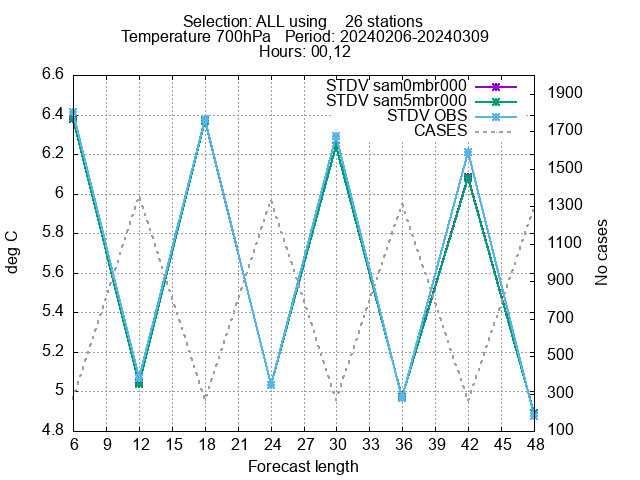 Selection: ALL using 26 stations
Temperature 700hPa Period: 20240206-20240309
Hours: 00,12
STDV sam0mbr000
STDV sam5mbr000
STDV OBS
CASES
6.6
6.4
6.2
6
5.8
5.6
5.4
5.2
5
4.8
deg C
1900
1700
1500
1300
1100
900
700
500
300
100
No cases
6 9 12 15 18 21 24 27 30 33 36 39 42 45 48
Forecast length